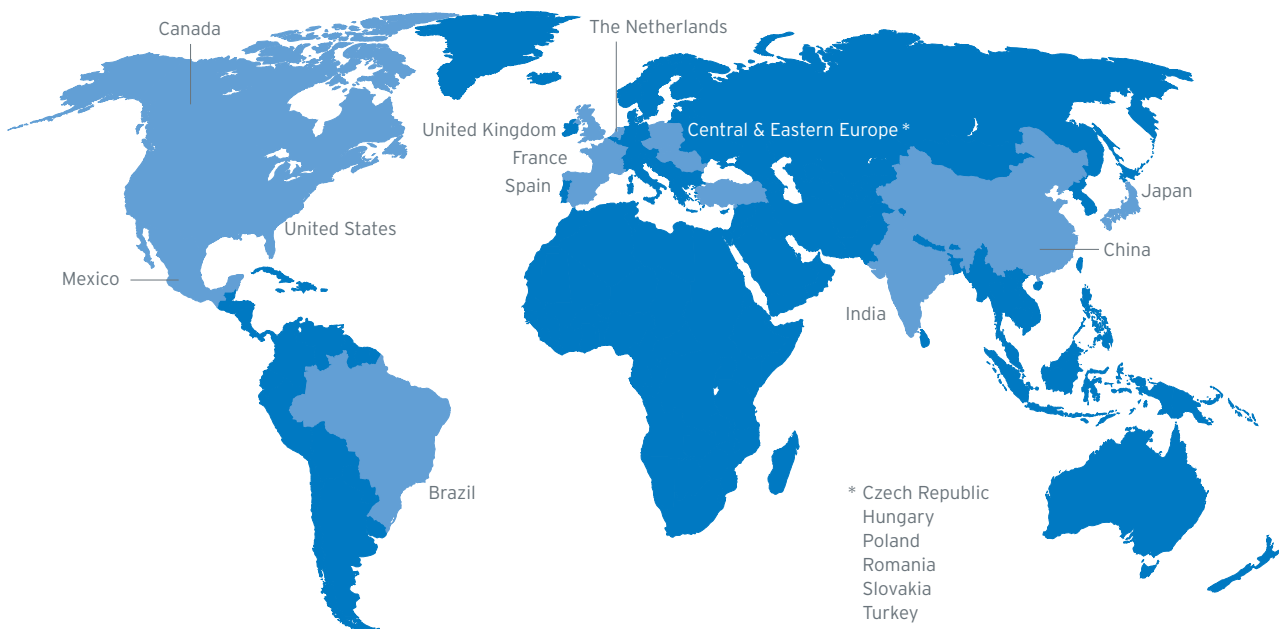 Canada
The Netherlands
United Kingdom
Central & Eastern Europe *
France
Spain
Japan
United States
China
Mexico
India
Brazil
* Czech Republic
Hungary
Poland
Romania
Slovakia
Turkey